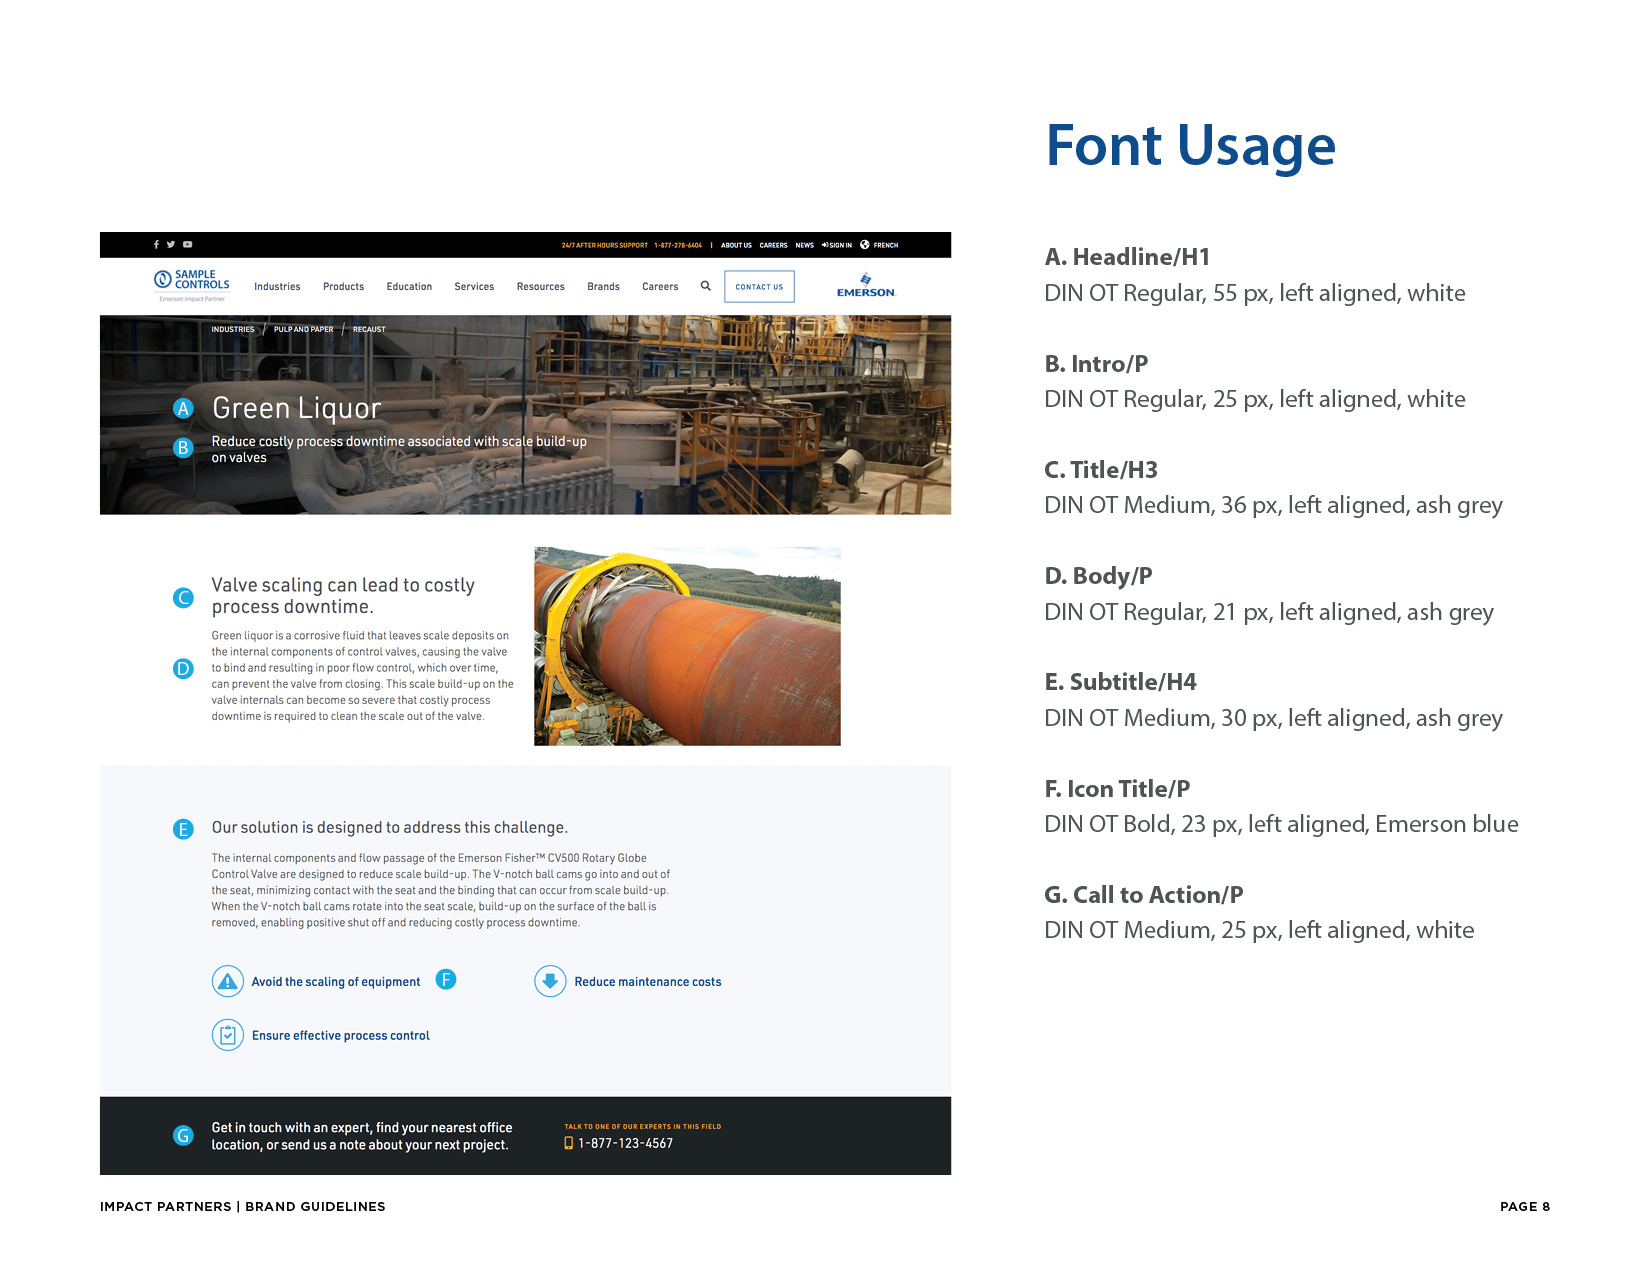 Font Usage
24/7 AFTER HOURS SUPPORT 1-877-278-6404 | ABOUT US CAREERS NEWS SIGN IN FRENCH
SAMPLE
CONTROLS
Emerson Impact Partner
Industries Products Education Services Resources Brands Careers CONTACT US
EMERSON
INDUSTRIES / PULP AND PAPER / RECAUST
A Green Liquor
B Reduce costly process downtime associated with scale build-up
on valves
C Valve scaling can lead to costly
process downtime.
D Green liquor is a corrosive fluid that leaves scale deposits on
the internal components of control valves, causing the valve
to bind and resulting in poor flow control, which over time,
can prevent the valve from closing. This scale build-up on the
valve internals can become so severe that costly process
downtime is required to clean the scale out of the valve.
E Our solution is designed to address this challenge.
The internal components and flow passage of the Emerson Fisher™ CV500 Rotary Globe
Control Valve are designed to reduce scale build-up. The V-notch ball cams go into and out of
the seat, minimizing contact with the seat and the binding that can occur from scale build-up.
When the V-notch ball cams rotate into the seat scale, build-up on the surface of the ball is
removed, enabling positive shut off and reducing costly process downtime.
Avoid the scaling of equipment F Reduce maintenance costs
Ensure effective process control
G Get in touch with an expert, find your nearest office
location, or send us a note about your next project.
TALK TO ONE OF OUR EXPERTS IN THIS FIELD
1-877-123-4567
A. Headline/H1
DIN OT Regular, 55 px, left aligned, white
B. Intro/P
DIN OT Regular, 25 px, left aligned, white
C. Title/H3
DIN OT Medium, 36 px, left aligned, ash grey
D. Body/P
DIN OT Regular, 21 px, left aligned, ash grey
E. Subtitle/H4
DIN OT Medium, 30 px, left aligned, ash grey
F. Icon Title/P
DIN OT Bold, 23 px, left aligned, Emerson blue
G. Call to Action/P
DIN OT Medium, 25 px, left aligned, white
IMPACT PARTNERS | BRAND GUIDELINES
PAGE 8